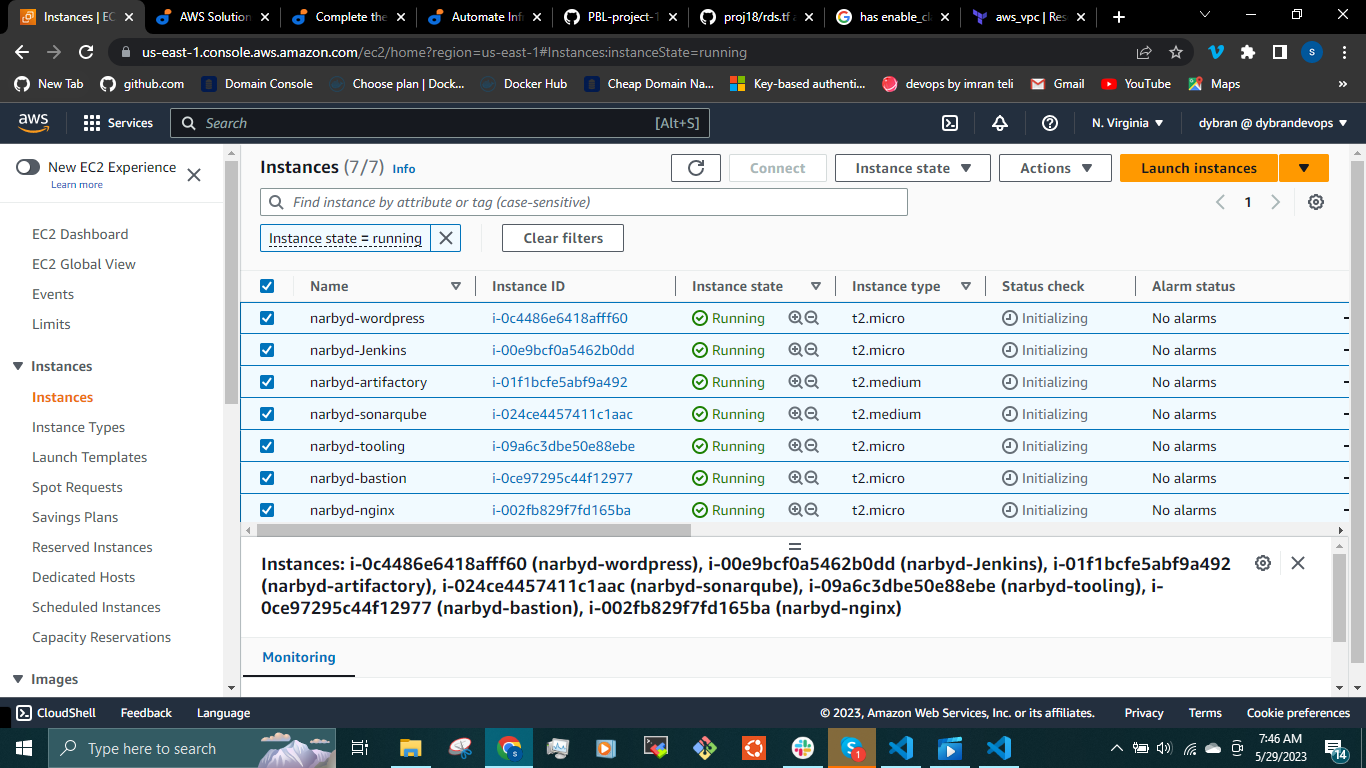 Instances | EC
AWS Solution
Complete the
Automate Infr
PBL-project-1
proj18/rds.tf a
has enable_cla
aws_vpc | Res
us-east-1.console.aws.amazon.com/ec2/home?region=us-east-1#Instances:instanceState=running
S
New Tab
github.com
Domain Console
Choose plan | Dock...
Docker Hub
Cheap Domain Na...
Key-based authenti...
devops by imran teli
Gmail
YouTube
Maps
»
aws
Services
Search
[Alt+S]
N. Virginia
dybran @ dybrandevops
New EC2 Experience
Learn more
EC2 Dashboard
EC2 Global View
Events
Limits
Instances
Instances
Instance Types
Launch Templates
Spot Requests
Savings Plans
Reserved Instances
Dedicated Hosts
Scheduled Instances
Capacity Reservations
Images
Instances (7/7) Info
Connect
Instance state
Actions
Launch instances
Find instance by attribute or tag (case-sensitive)
1
Instance state = running
Clear filters
Name Instance ID Instance state Instance type Status check Alarm status
narbyd-wordpress i-0c4486e6418afff60 Running t2.micro Initializing No alarms
narbyd-Jenkins i-00e9bcf0a5462b0dd Running t2.micro Initializing No alarms
narbyd-artifactory i-01f1bcfe5abf9a492 Running t2.medium Initializing No alarms
narbyd-sonarqube i-024ce4457411c1aac Running t2.medium Initializing No alarms
narbyd-tooling i-09a6c3dbe50e88ebe Running t2.micro Initializing No alarms
narbyd-bastion i-0ce97295c44f12977 Running t2.micro Initializing No alarms
narbyd-nginx i-002fb829f7fd165ba Running t2.micro Initializing No alarms
Instances: i-0c4486e6418afff60 (narbyd-wordpress), i-00e9bcf0a5462b0dd (narbyd-Jenkins), i-01f1bcfe5abf9a492
(narbyd-artifactory), i-024ce4457411c1aac (narbyd-sonarqube), i-09a6c3dbe50e88ebe (narbyd-tooling), i-
0ce97295c44f12977 (narbyd-bastion), i-002fb829f7fd165ba (narbyd-nginx)
Monitoring
CloudShell
Feedback
Language
© 2023, Amazon Web Services, Inc. or its affiliates.
Privacy
Terms
Cookie preferences
Type here to search
1
7:46 AM
5/29/2023
14